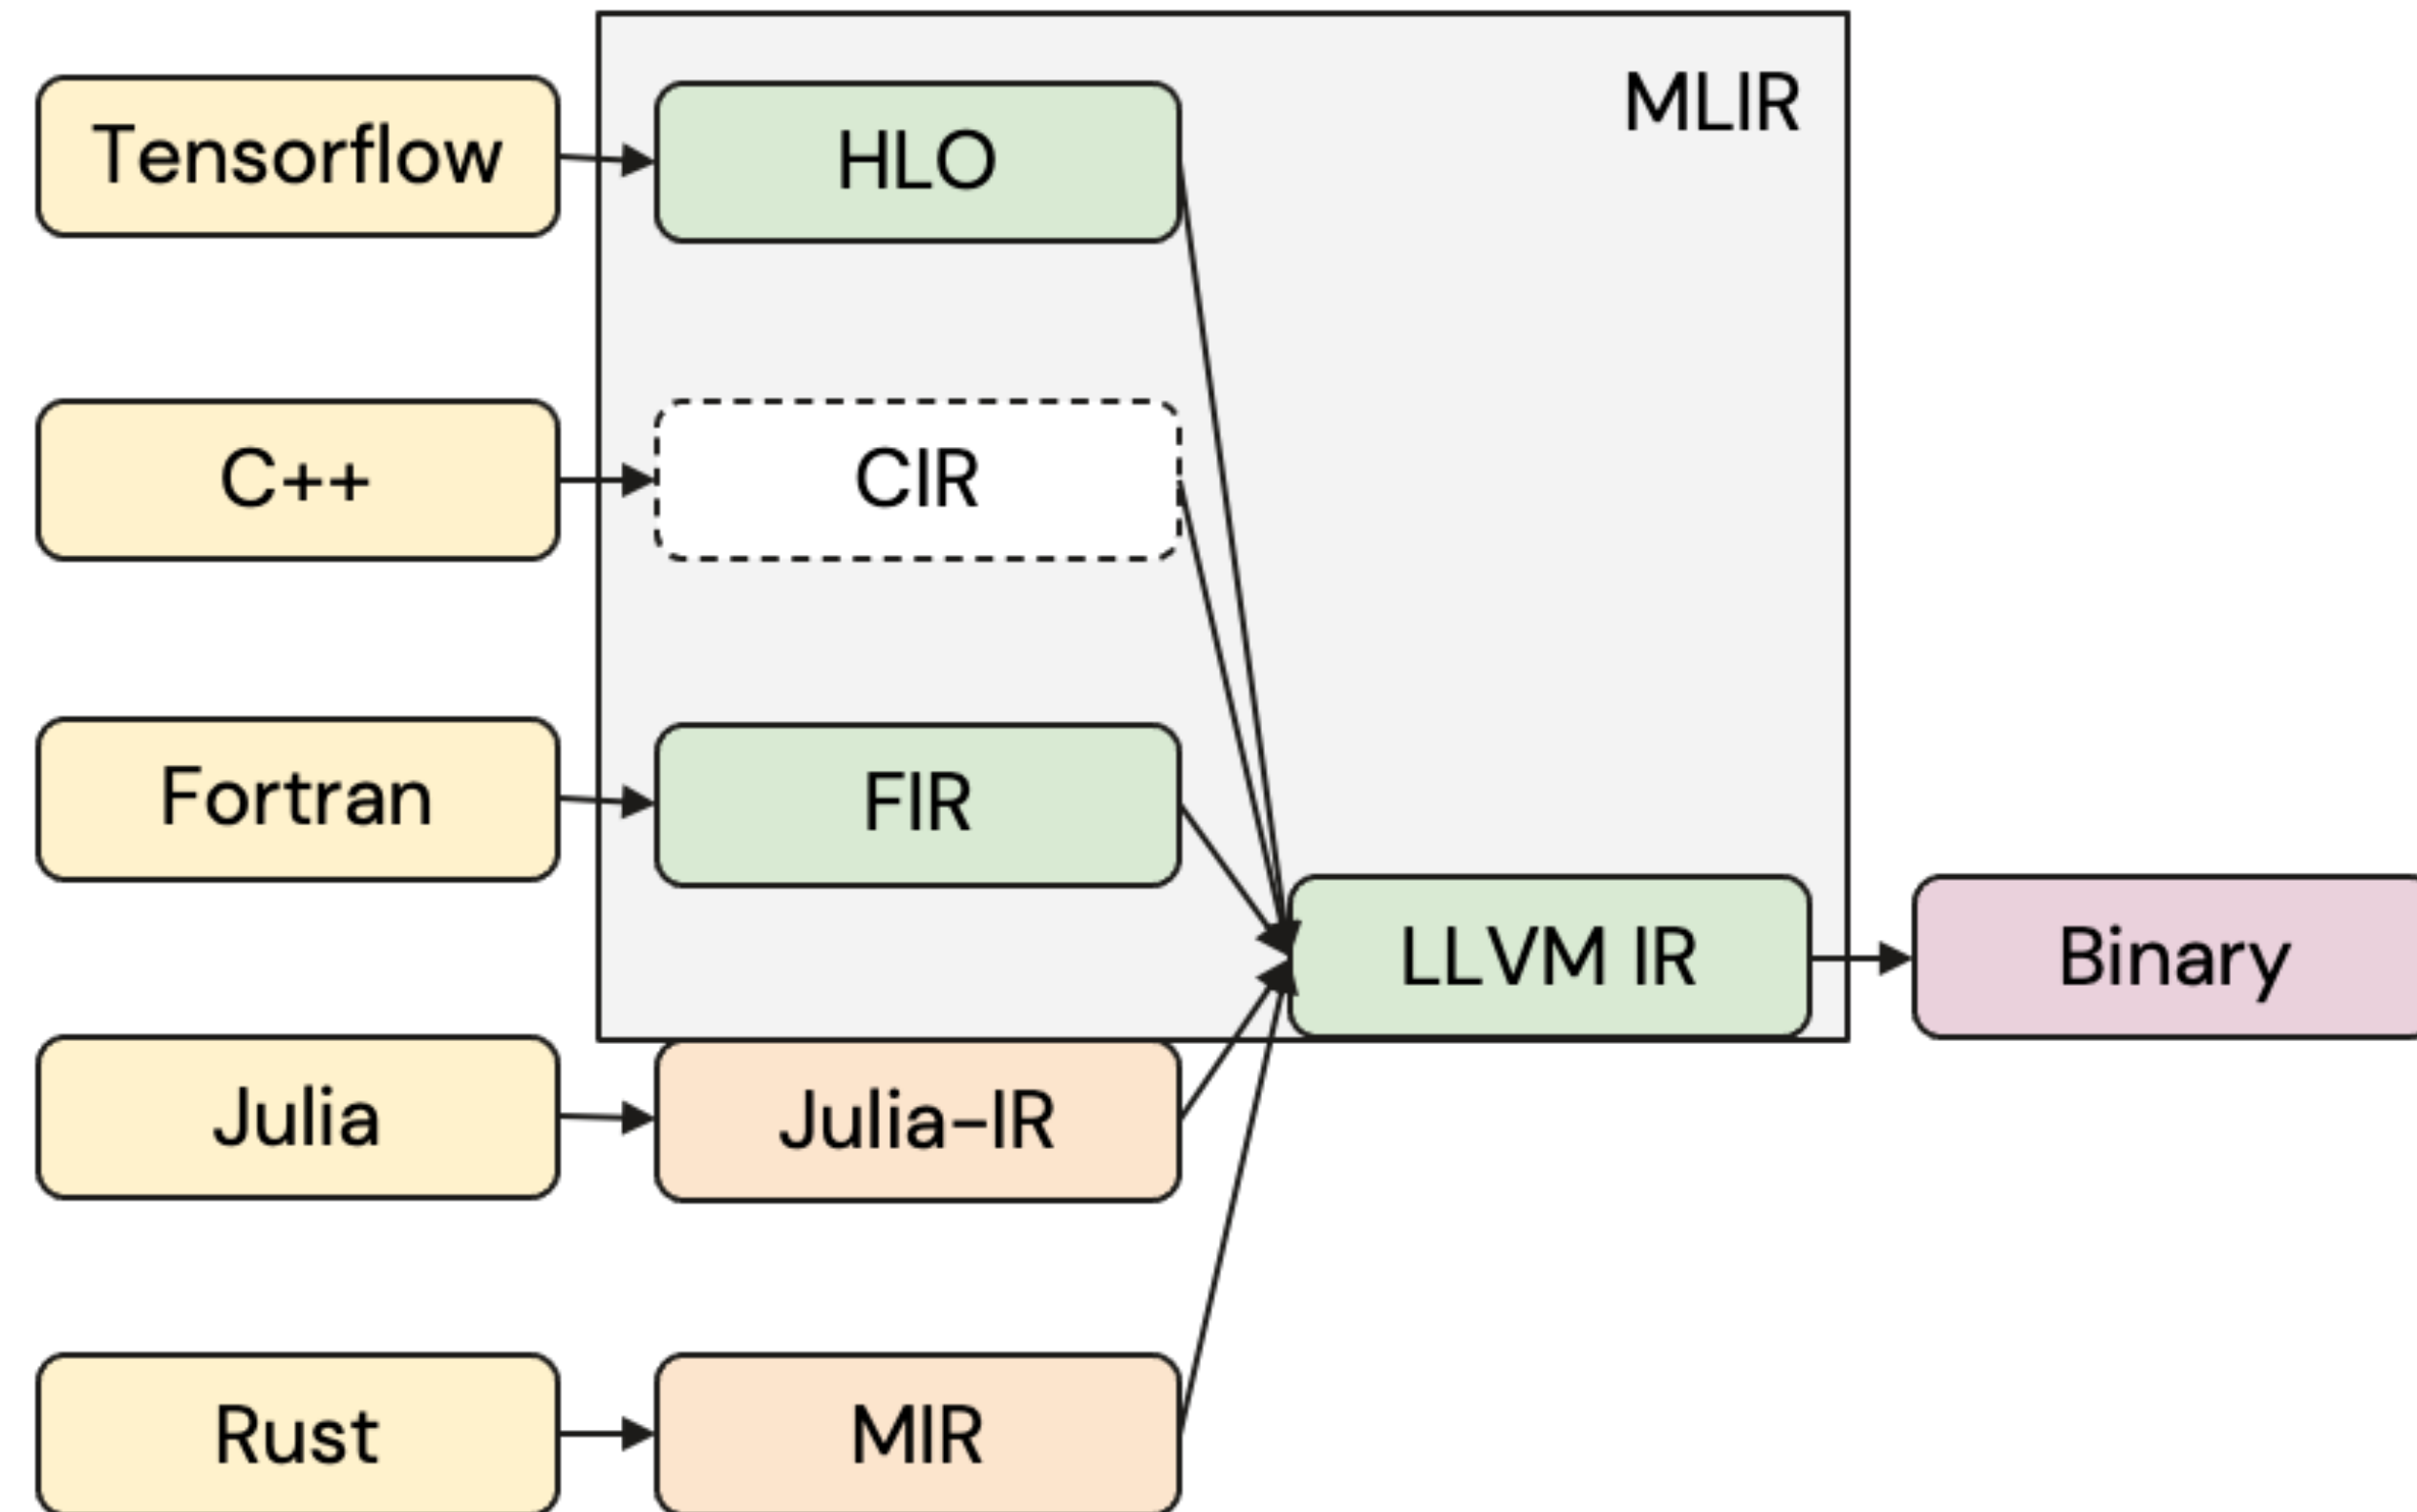 MLIR
Tensorflow
HLO
C++
CIR
Fortran
FIR
LLVM IR
Binary
Julia
Julia-IR
Rust
MIR